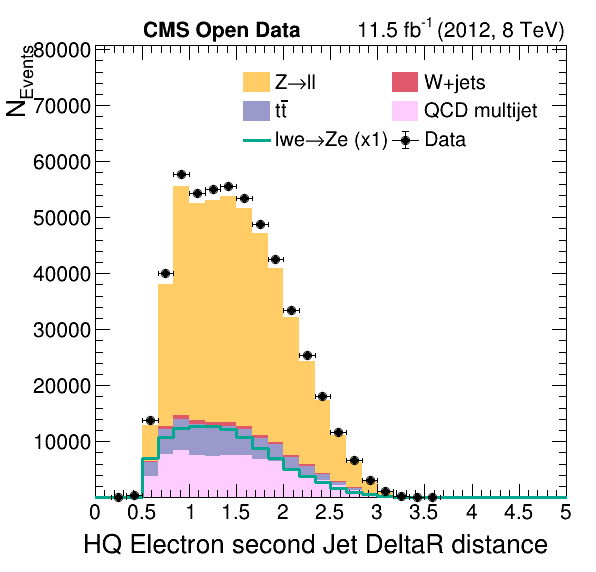 CMS Open Data 11.5 fb⁻¹ (2012, 8 TeV)
N_Events
80000
70000
60000
50000
40000
30000
20000
10000
Z→ll W+jets
tt̄ QCD multijet
lwe→Ze (x1) Data
0 0.5 1 1.5 2 2.5 3 3.5 4 4.5 5
HQ Electron second Jet DeltaR distance